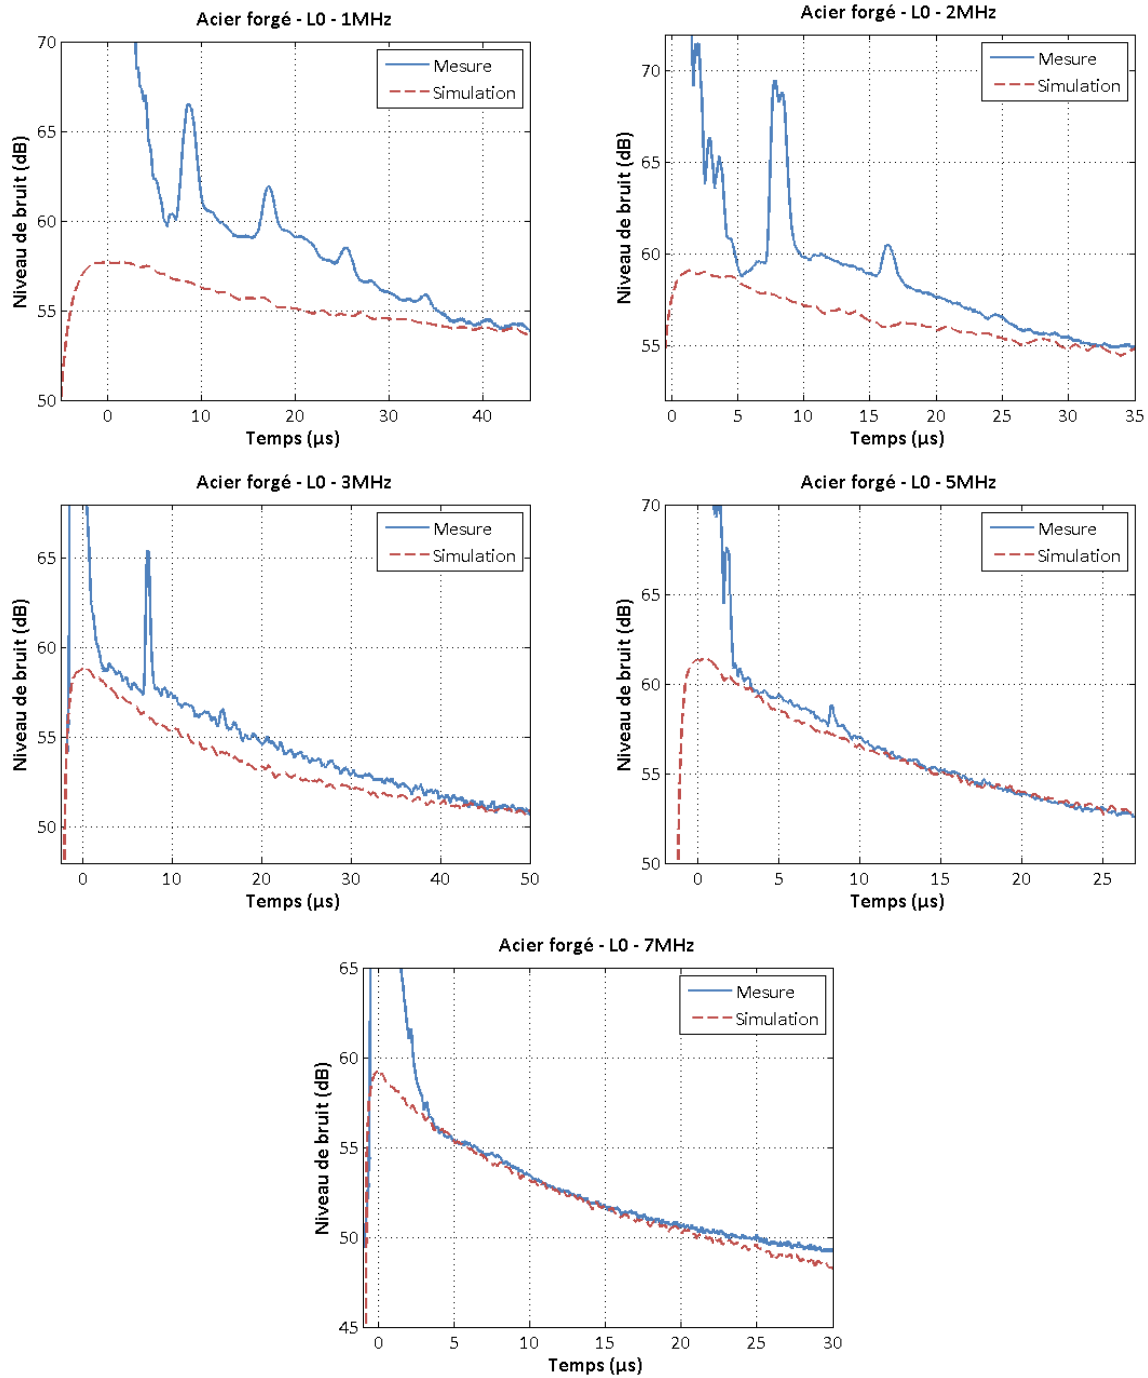 Acier forgé - L0 - 1MHz
70
65
60
55
50
Niveau de bruit (dB)
Mesure
Simulation
0 10 20 30 40
Temps (µs)
Acier forgé - L0 - 2MHz
70
65
60
55
Niveau de bruit (dB)
Mesure
Simulation
0 5 10 15 20 25 30 35
Temps (µs)
Acier forgé - L0 - 3MHz
65
60
55
50
Niveau de bruit (dB)
Mesure
Simulation
0 10 20 30 40 50
Temps (µs)
Acier forgé - L0 - 5MHz
70
65
60
55
50
Niveau de bruit (dB)
Mesure
Simulation
0 5 10 15 20 25
Temps (µs)
Acier forgé - L0 - 7MHz
65
60
55
50
45
Niveau de bruit (dB)
Mesure
Simulation
0 5 10 15 20 25 30
Temps (µs)